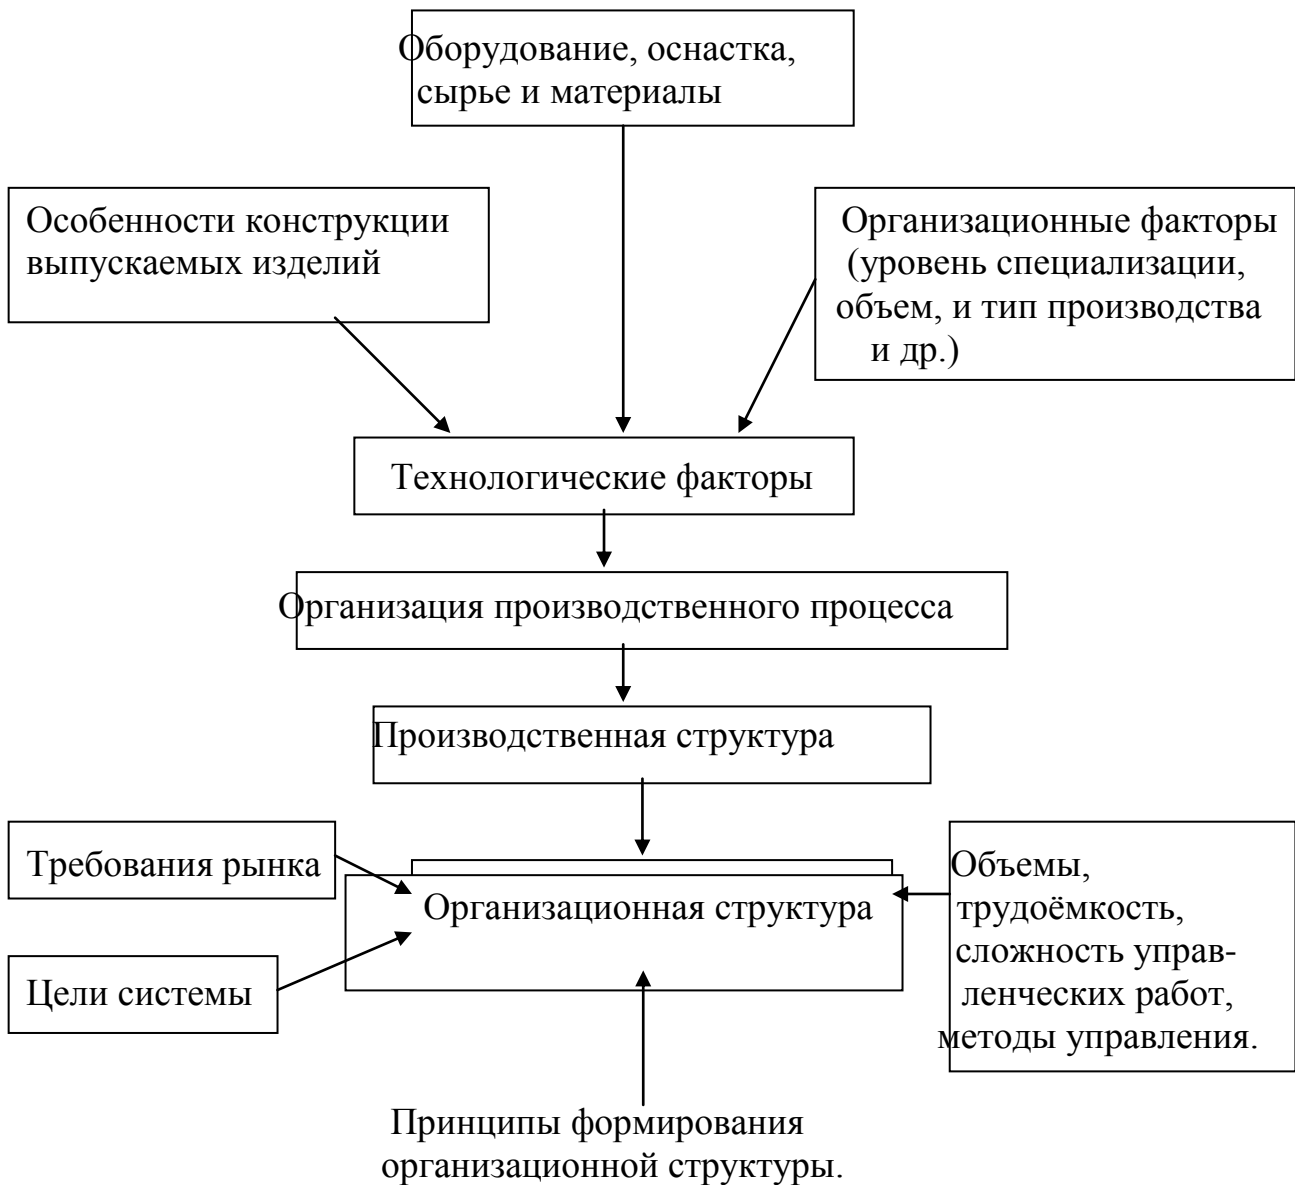 Оборудование, оснастка,
сырье и материалы
Особенности конструкции
выпускаемых изделий
Организационные факторы
(уровень специализации,
объем, и тип производства
и др.)
Технологические факторы
Организация производственного процесса
Производственная структура
Требования рынка
Организационная структура
Цели системы
Объемы,
трудоёмкость,
сложность управ-
ленческих работ,
методы управления.
Принципы формирования
организационной структуры.